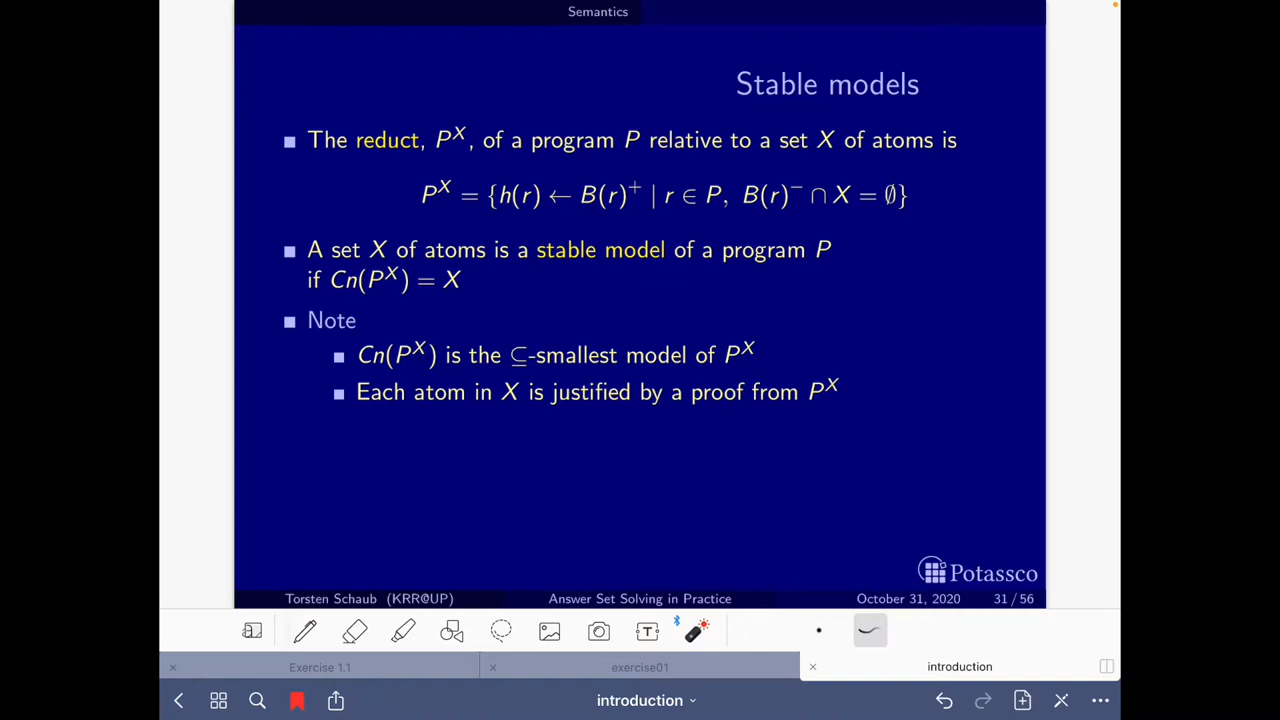 Semantics
Stable models
The reduct, P^X, of a program P relative to a set X of atoms is
P^X = {h(r) ← B(r)^+ | r ∈ P, B(r)^- ∩ X = ∅}
A set X of atoms is a stable model of a program P
if Cn(P^X) = X
Note
Cn(P^X) is the ⊆-smallest model of P^X
Each atom in X is justified by a proof from P^X
Potassco
Torsten Schaub (KRR@UP) Answer Set Solving in Practice October 31, 2020 31 / 56
T
× Exercise 1.1 × exercise01 × introduction
introduction